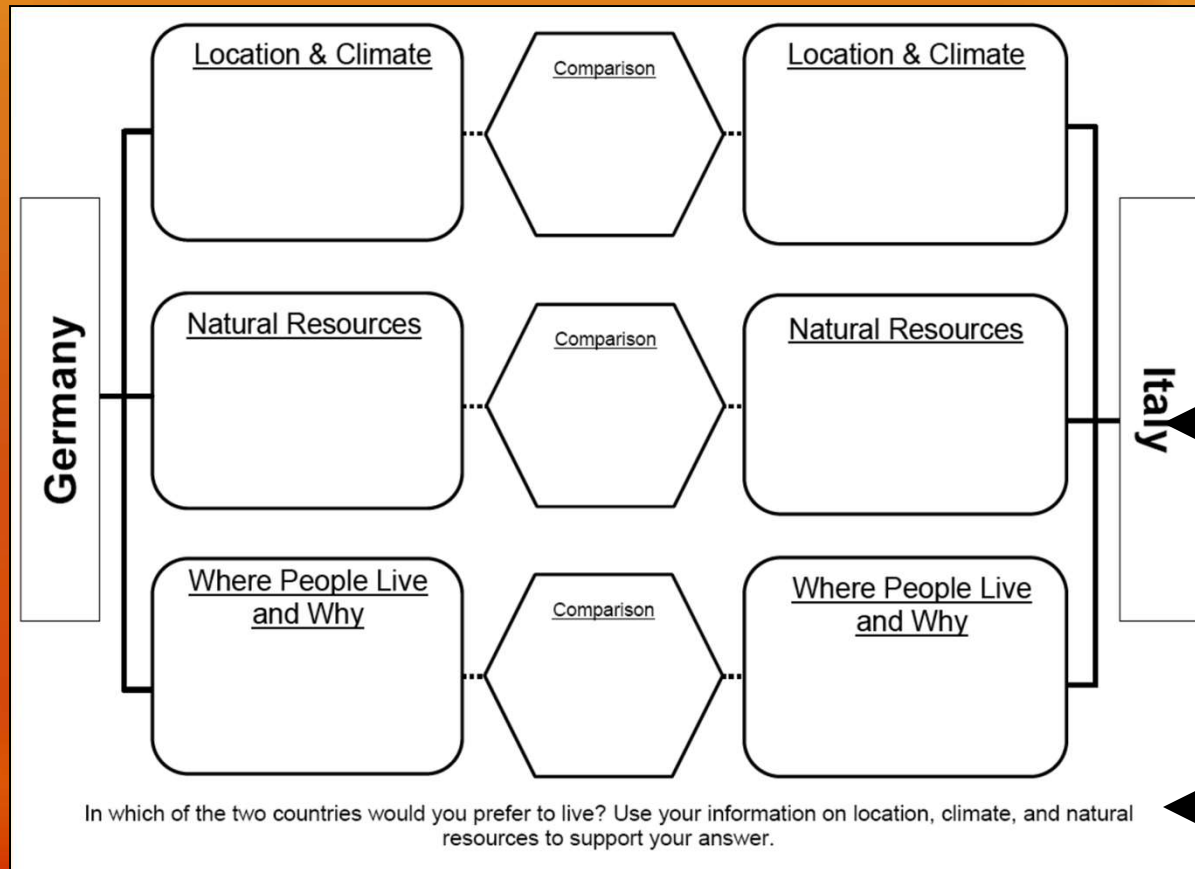 Location & Climate
Comparison
Location & Climate
Germany
Natural Resources
Comparison
Natural Resources
Italy
Where People Live
and Why
Comparison
Where People Live
and Why
In which of the two countries would you prefer to live? Use your information on location, climate, and natural
resources to support your answer.